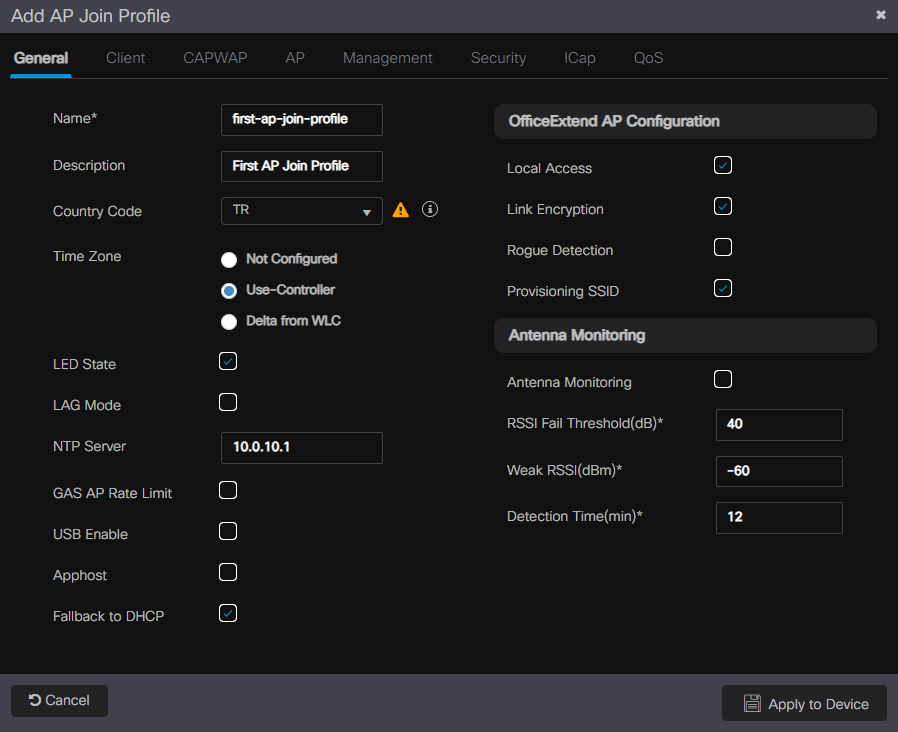 Add AP Join Profile
General Client CAPWAP AP Management Security ICap QoS
Name* first-ap-join-profile
Description First AP Join Profile
Country Code TR
Time Zone
Not Configured
Use-Controller
Delta from WLC
LED State
LAG Mode
NTP Server 10.0.10.1
GAS AP Rate Limit
USB Enable
Apphost
Fallback to DHCP
OfficeExtend AP Configuration
Local Access
Link Encryption
Rogue Detection
Provisioning SSID
Antenna Monitoring
Antenna Monitoring
RSSI Fail Threshold(dB)* 40
Weak RSSI(dBm)* -60
Detection Time(min)* 12
Cancel
Apply to Device